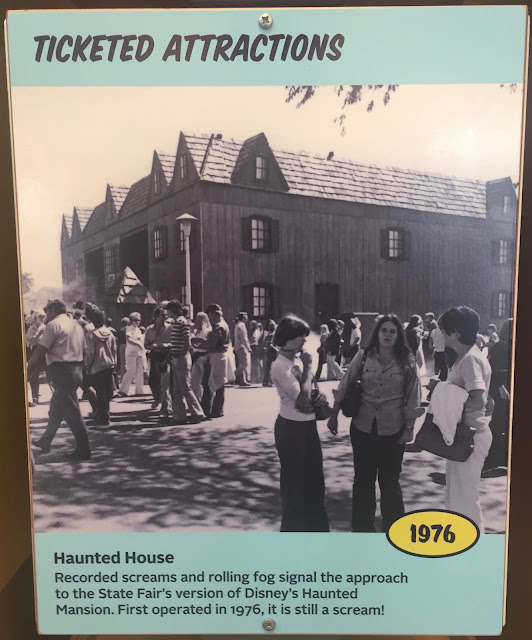 TICKETED ATTRACTIONS
1976
Haunted House
Recorded screams and rolling fog signal the approach
to the State Fair's version of Disney's Haunted
Mansion. First operated in 1976, it is still a scream!